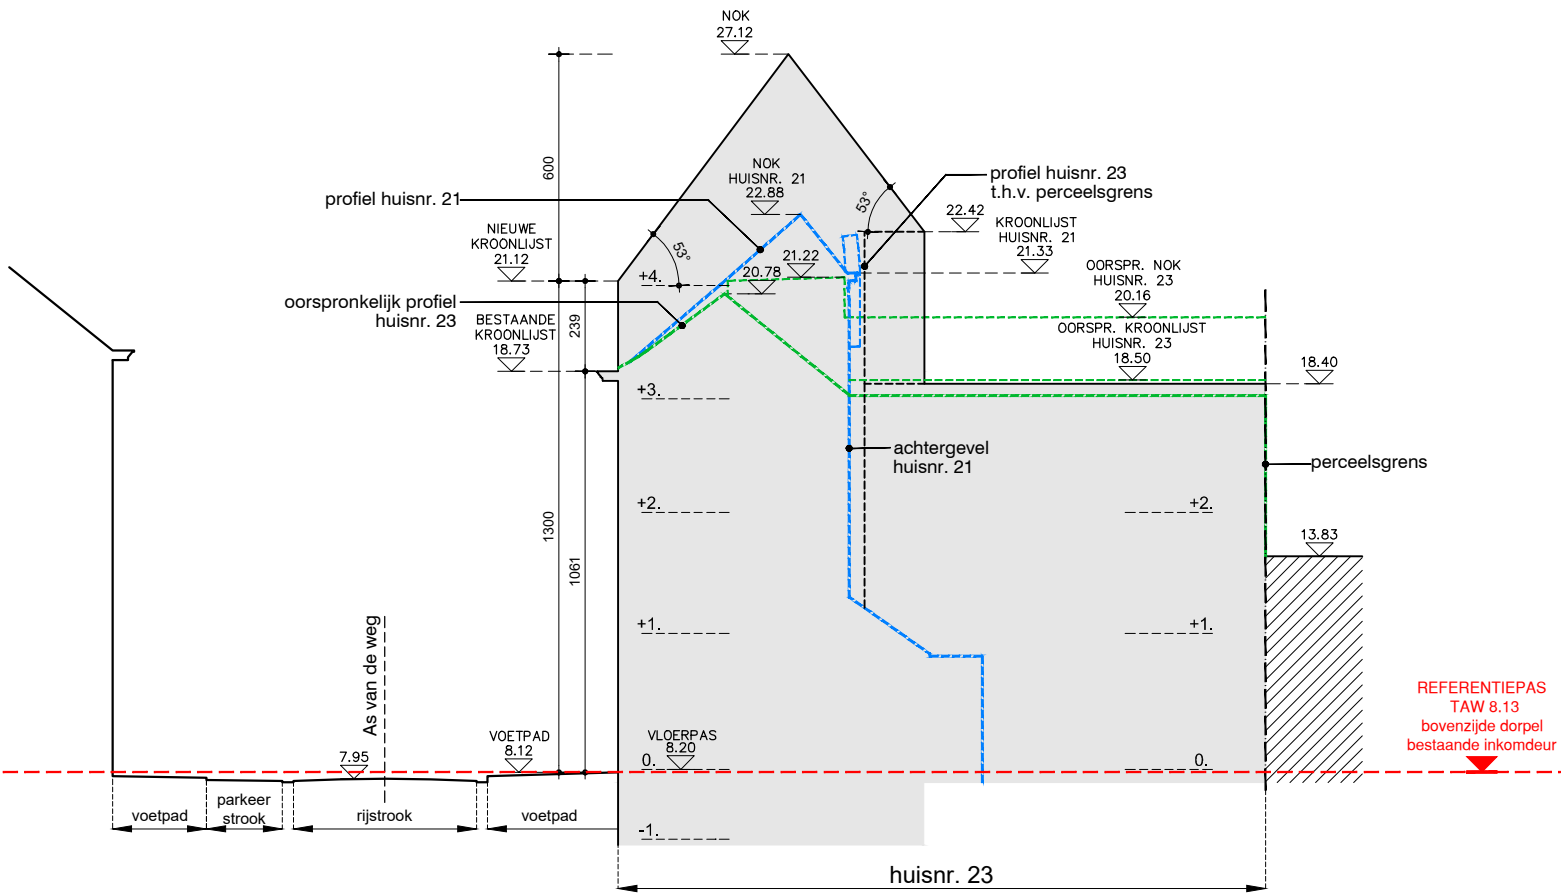 NOK
27.12
600
profiel huisnr. 21
NOK
HUISNR. 21
22.88
profiel huisnr. 23
t.h.v. perceelsgrens
53°
53°
22.42
KROONLIJST
HUISNR. 21
21.33
NIEUWE
KROONLIJST
21.12
+4.
21.22
20.78
OORSPR. NOK
HUISNR. 23
20.16
oorspronkelijk profiel
huisnr. 23
239
BESTAANDE
KROONLIJST
18.73
OORSPR. KROONLIJST
HUISNR. 23
18.50
18.40
+3.
achtergevel
huisnr. 21
perceelsgrens
+2.
+2.
1300
1061
13.83
+1.
+1.
As van de weg
REFERENTIEPAS
TAW 8.13
bovenzijde dorpel
bestaande inkomdeur
7.95
VOETPAD
8.12
VLOERPAS
8.20
0.
0.
voetpad
parkeer
strook
rijstrook
voetpad
-1.
huisnr. 23